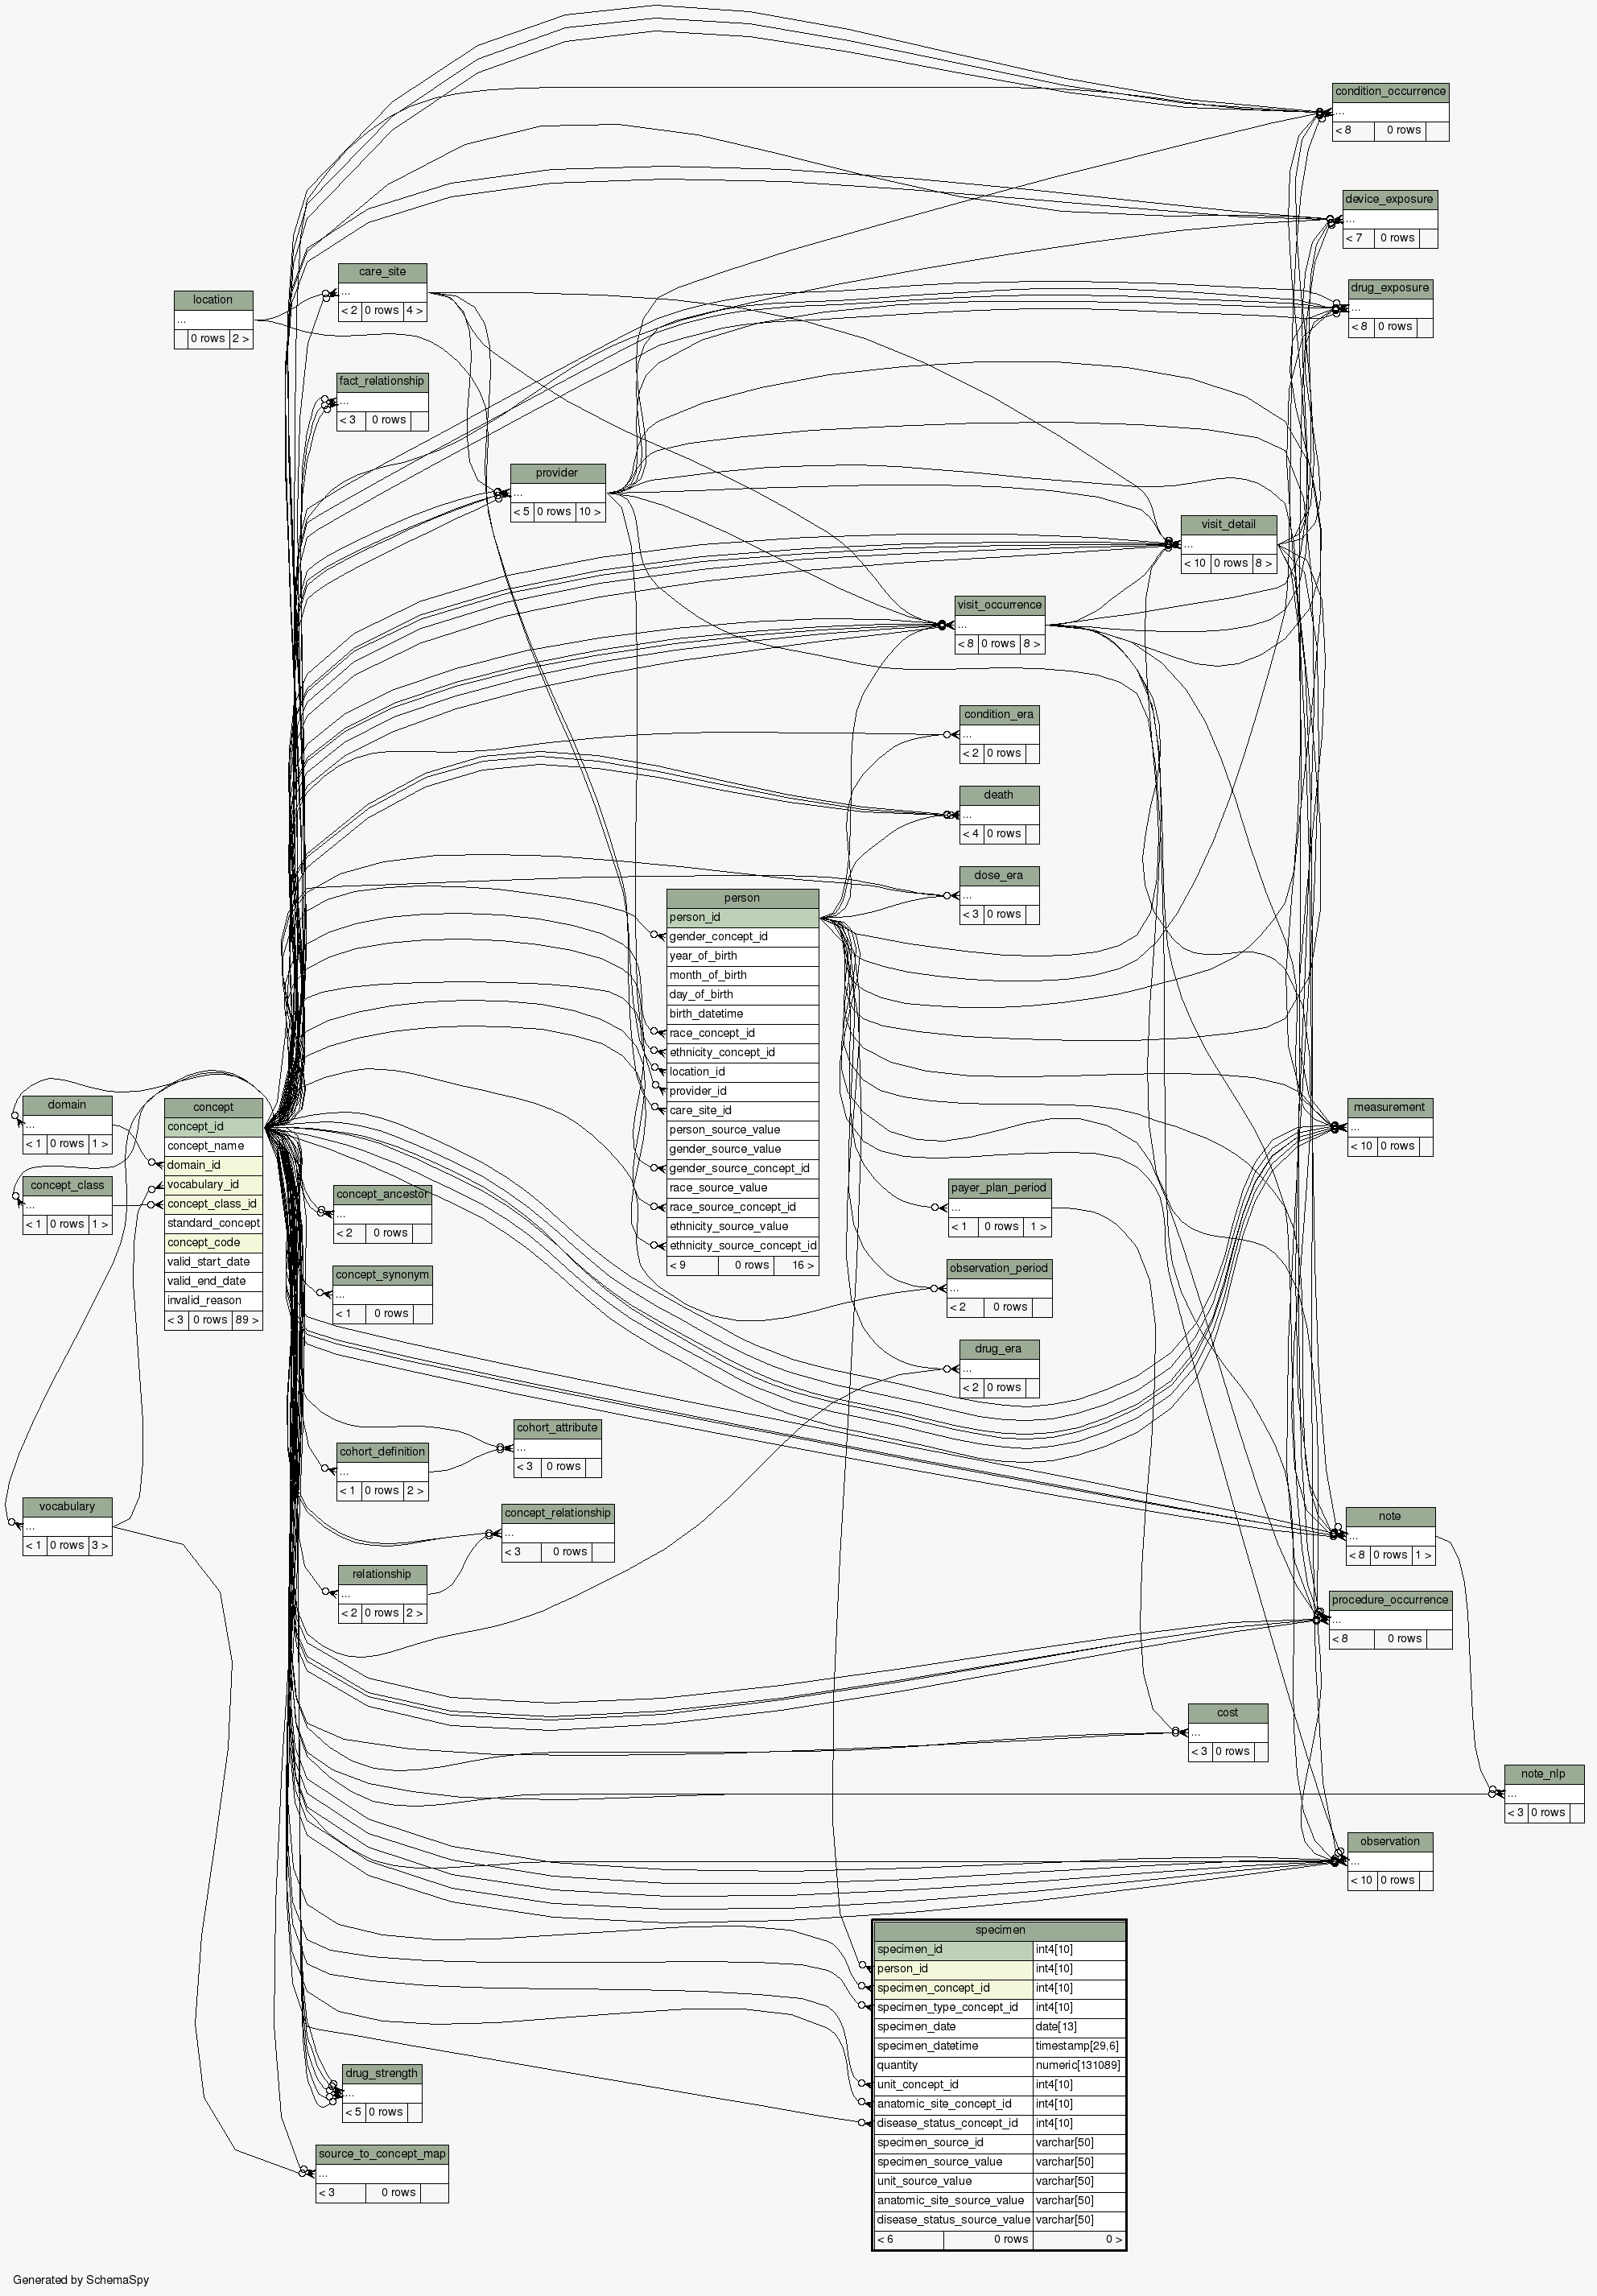 condition_occurrence
...
< 8 0 rows
device_exposure
...
< 7 0 rows
care_site
...
< 2 0 rows 4 >
drug_exposure
...
< 8 0 rows
location
...
0 rows 2 >
fact_relationship
...
< 3 0 rows
provider
...
< 5 0 rows 10 >
visit_detail
...
< 10 0 rows 8 >
visit_occurrence
...
< 8 0 rows 8 >
condition_era
...
< 2 0 rows
death
...
< 4 0 rows
dose_era
...
< 3 0 rows
person
person_id
gender_concept_id
year_of_birth
month_of_birth
day_of_birth
birth_datetime
race_concept_id
ethnicity_concept_id
location_id
provider_id
care_site_id
person_source_value
gender_source_value
gender_source_concept_id
race_source_value
race_source_concept_id
ethnicity_source_value
ethnicity_source_concept_id
< 9 0 rows 16 >
domain
...
< 1 0 rows 1 >
concept_class
...
< 1 0 rows 1 >
concept
concept_id
concept_name
domain_id
vocabulary_id
concept_class_id
standard_concept
concept_code
valid_start_date
valid_end_date
invalid_reason
< 3 0 rows 89 >
measurement
...
< 10 0 rows
concept_ancestor
...
< 2 0 rows
payer_plan_period
...
< 1 0 rows 1 >
concept_synonym
...
< 1 0 rows
observation_period
...
< 2 0 rows
drug_era
...
< 2 0 rows
cohort_attribute
...
< 3 0 rows
cohort_definition
...
< 1 0 rows 2 >
vocabulary
...
< 1 0 rows 3 >
concept_relationship
...
< 3 0 rows
note
...
< 8 0 rows 1 >
relationship
...
< 2 0 rows 2 >
procedure_occurrence
...
< 8 0 rows
cost
...
< 3 0 rows
note_nlp
...
< 3 0 rows
observation
...
< 10 0 rows
specimen
specimen_id int4[10]
person_id int4[10]
specimen_concept_id int4[10]
specimen_type_concept_id int4[10]
specimen_date date[13]
specimen_datetime timestamp[29,6]
quantity numeric[131089]
unit_concept_id int4[10]
anatomic_site_concept_id int4[10]
disease_status_concept_id int4[10]
specimen_source_id varchar[50]
specimen_source_value varchar[50]
unit_source_value varchar[50]
anatomic_site_source_value varchar[50]
disease_status_source_value varchar[50]
< 6 0 rows 0 >
drug_strength
...
< 5 0 rows
source_to_concept_map
...
< 3 0 rows
Generated by SchemaSpy